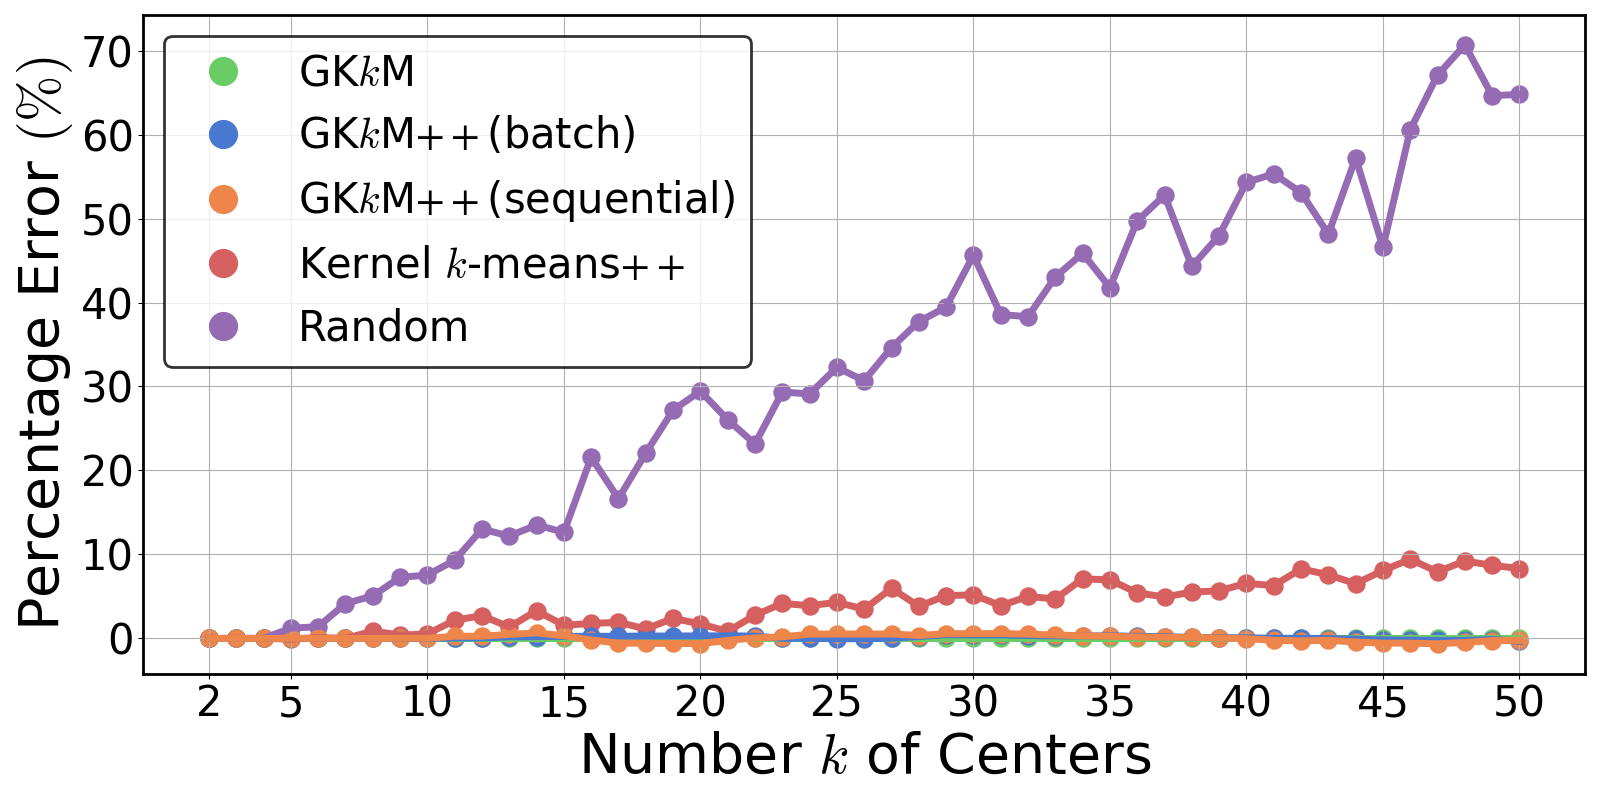 GKkM
GKkM++(batch)
GKkM++(sequential)
Kernel k-means++
Random
Percentage Error (%)
70
60
50
40
30
20
10
0
2 5 10 15 20 25 30 35 40 45 50
Number k of Centers